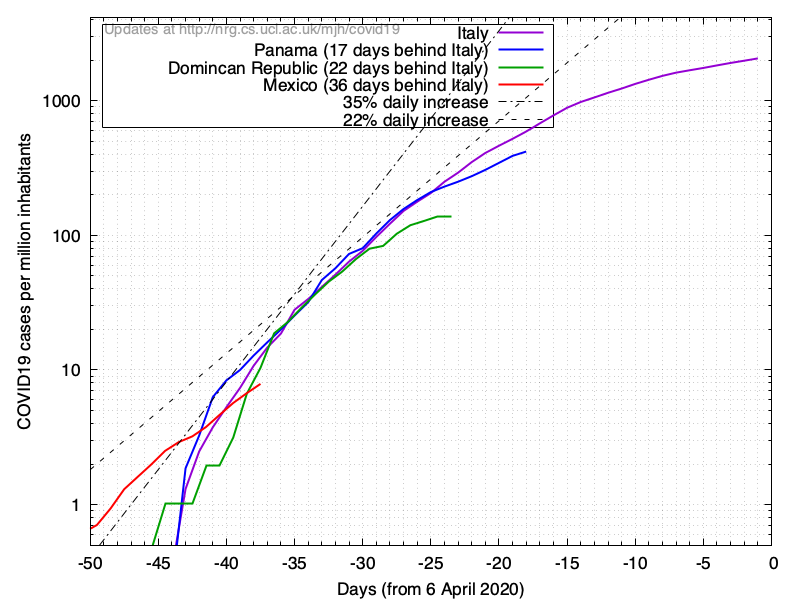 Updates at http://nrg.cs.ucl.ac.uk/mjh/covid19
Italy
Panama (17 days behind Italy)
Domincan Republic (22 days behind Italy)
Mexico (36 days behind Italy)
35% daily increase
22% daily increase
COVID19 cases per million inhabitants
1000
100
10
1
-50 -45 -40 -35 -30 -25 -20 -15 -10 -5 0
Days (from 6 April 2020)